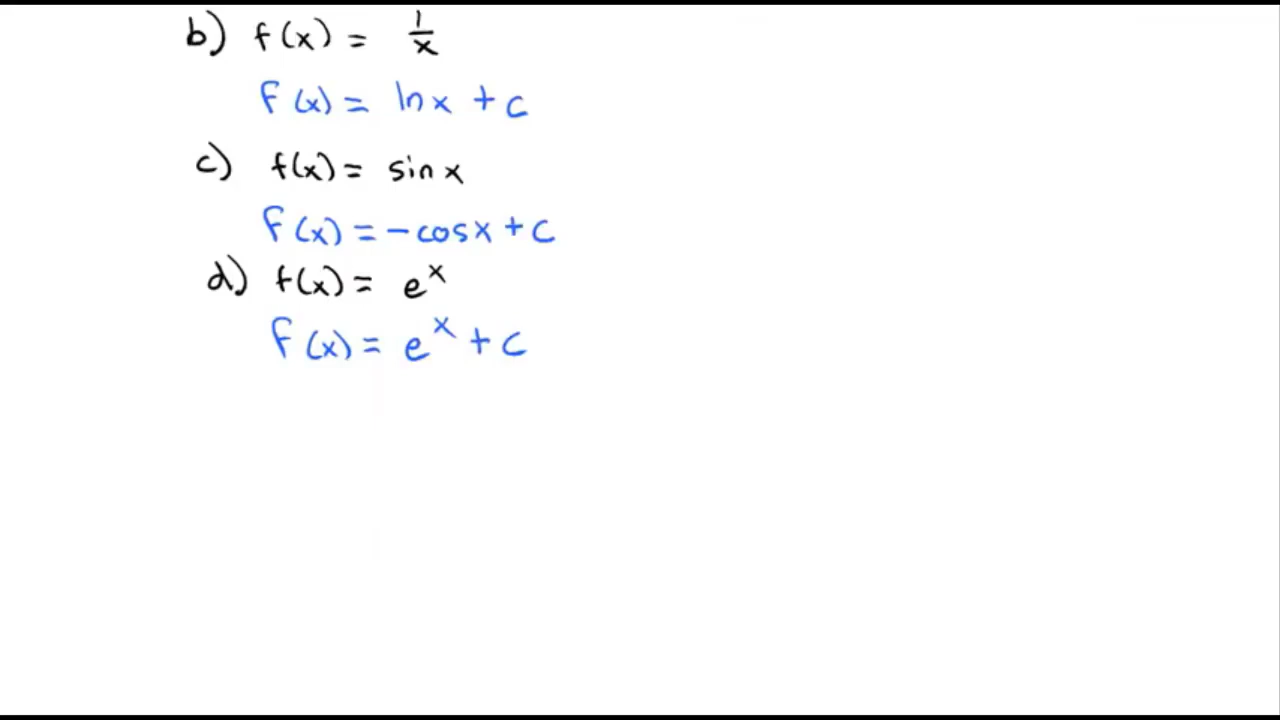 b) f(x) = 1/x
F(x) = ln x + c
c) f(x) = sin x
F(x) = -cos x + c
d) f(x) = e^x
F(x) = e^x + c